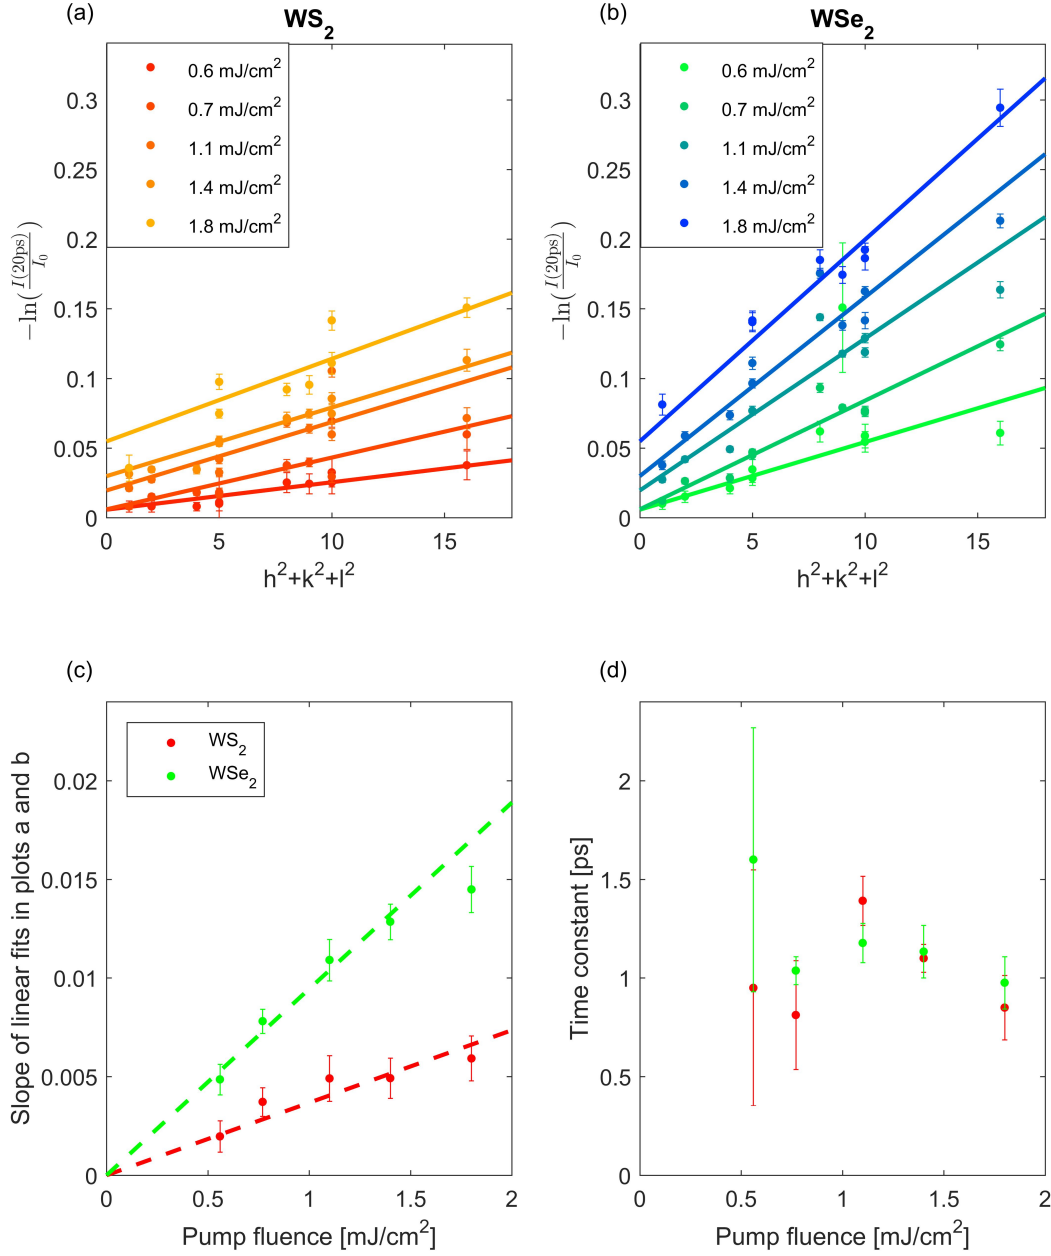 (a)
WS2
0.6 mJ/cm2
0.7 mJ/cm2
1.1 mJ/cm2
1.4 mJ/cm2
1.8 mJ/cm2
0.3
0.25
0.2
0.15
0.1
0.05
0
−ln(I(20ps)/I0)
0 5 10 15
h2+k2+l2
(b)
WSe2
0.6 mJ/cm2
0.7 mJ/cm2
1.1 mJ/cm2
1.4 mJ/cm2
1.8 mJ/cm2
0.3
0.25
0.2
0.15
0.1
0.05
0
−ln(I(20ps)/I0)
0 5 10 15
h2+k2+l2
(c)
WS2
WSe2
0.02
0.015
0.01
0.005
0
Slope of linear fits in plots a and b
0 0.5 1 1.5 2
Pump fluence [mJ/cm2]
(d)
2
1.5
1
0.5
0
Time constant [ps]
0 0.5 1 1.5 2
Pump fluence [mJ/cm2]